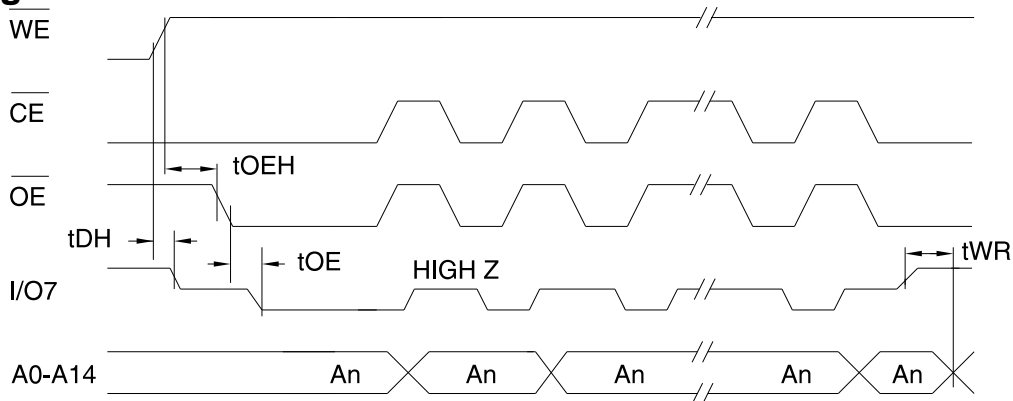 g
WE
CE
tOEH
OE
tDH
tOE
tWR
HIGH Z
I/O7
A0-A14 An An An An An